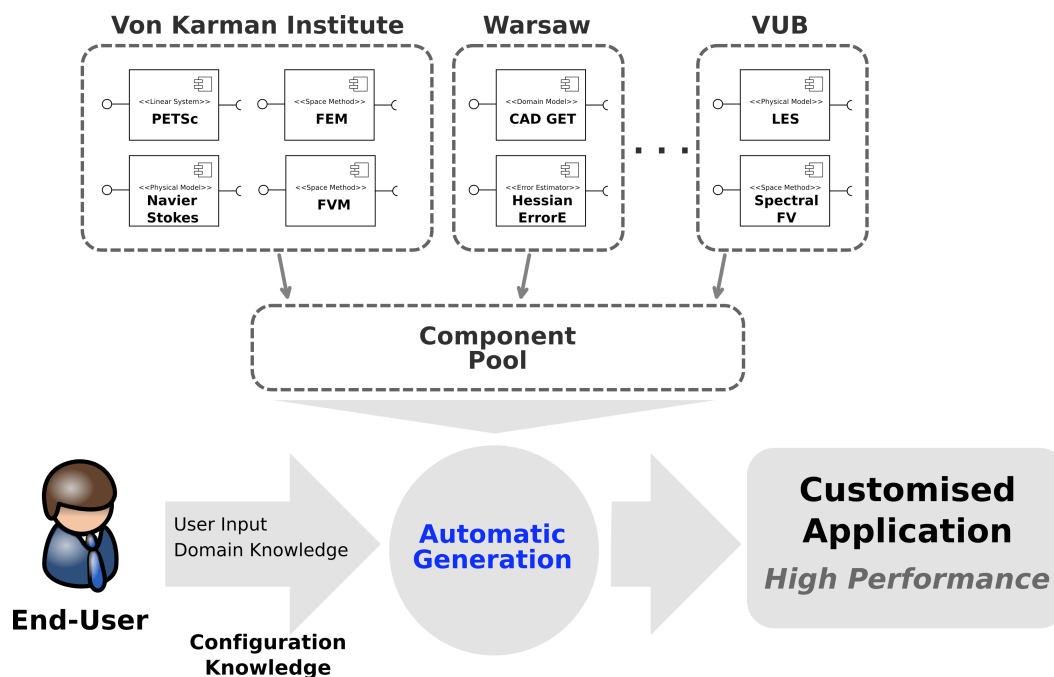 Von Karman Institute
Warsaw
VUB
<<Linear System>>
PETSc
<<Space Method>>
FEM
<<Domain Model>>
CAD GET
<<Physical Model>>
LES
<<Physical Model>>
Navier
Stokes
<<Space Method>>
FVM
<<Error Estimator>>
Hessian
ErrorE
<<Space Method>>
Spectral
FV
. . .
Component
Pool
User Input
Domain Knowledge
Automatic
Generation
Customised
Application
High Performance
End-User
Configuration
Knowledge